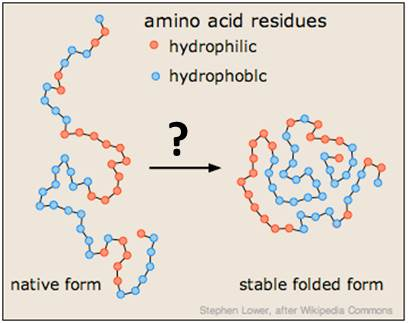 amino acid residues
hydrophilic
hydrophoblc
?
native form
stable folded form
Stephen Lower, after Wikipedia Commons